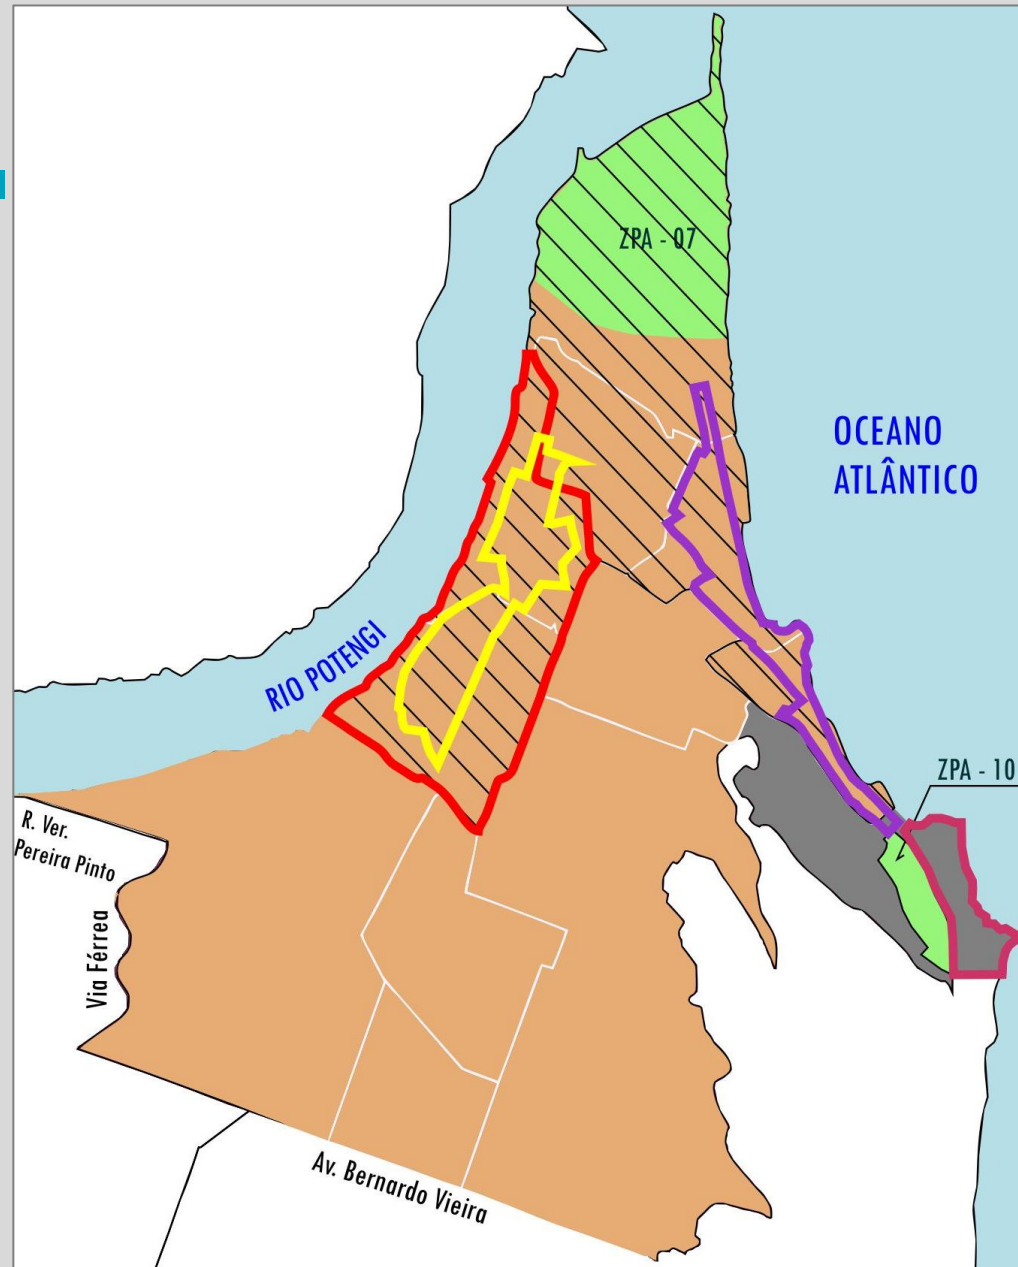 ZPA - 07
OCEANO
ATLÂNTICO
RIO POTENGI
ZPA - 10
R. Ver.
Pereira Pinto
Via Férrea
Av. Bernardo Vieira